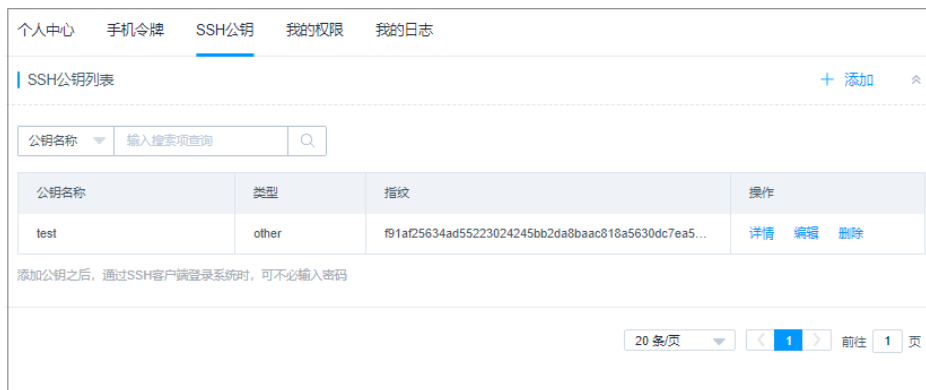 个人中心 手机令牌 SSH公钥 我的权限 我的日志
SSH公钥列表 + 添加
公钥名称 输入搜索项查询
公钥名称 类型 指纹 操作
test other f91af25634ad55223024245bb2da8baac818a5630dc7ea5... 详情 编辑 删除
添加公钥之后，通过SSH客户端登录系统时，可不必输入密码
20 条/页 < 1 > 前往 1 页